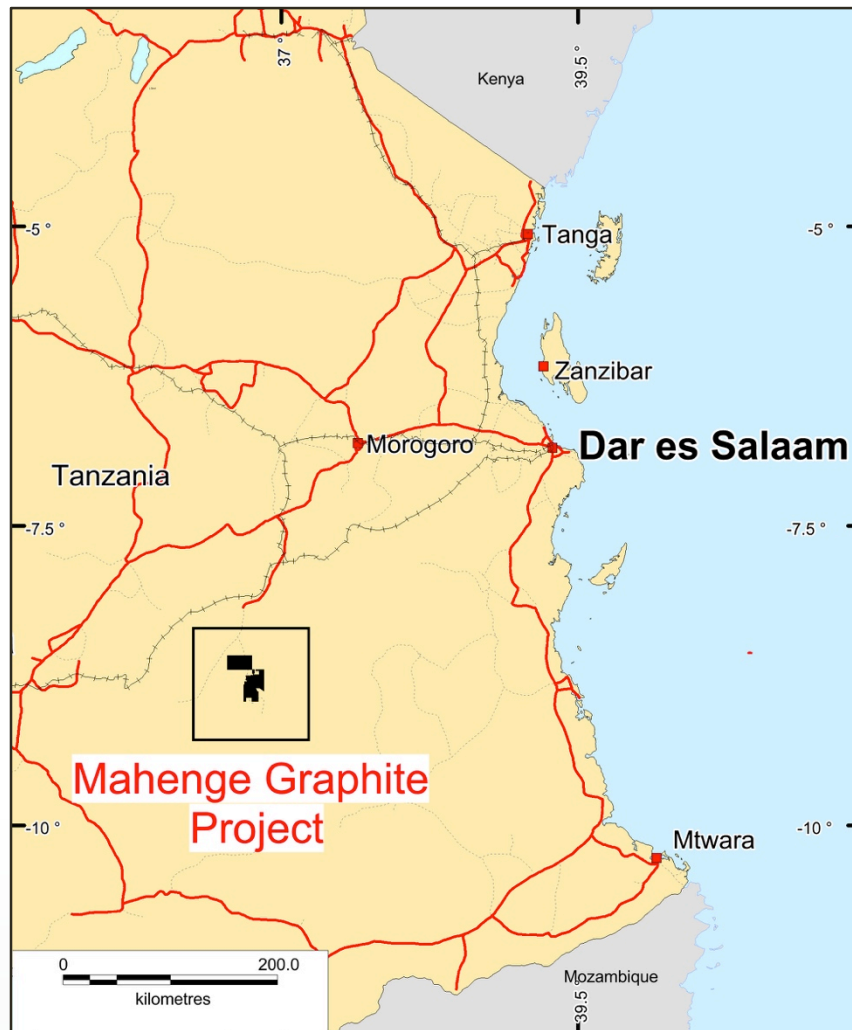 37 °
39.5 °
Kenya
-5 °
-5 °
Tanga
Zanzibar
Morogoro
Dar es Salaam
Tanzania
-7.5 °
-7.5 °
Mahenge Graphite
Project
-10 °
-10 °
Mtwara
0
200.0
kilometres
Mozambique
39.5 °